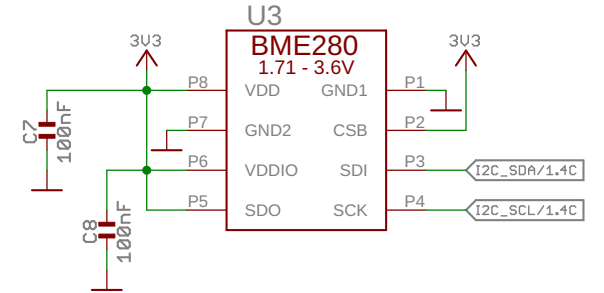 U3
3V3
BME280
3V3
1.71 - 3.6V
P8 VDD GND1 P1
C7 100nF
P7 GND2 CSB P2
P6 VDDIO SDI P3 I2C_SDA/1.4C
P5 SDO SCK P4 I2C_SCL/1.4C
C8 100nF